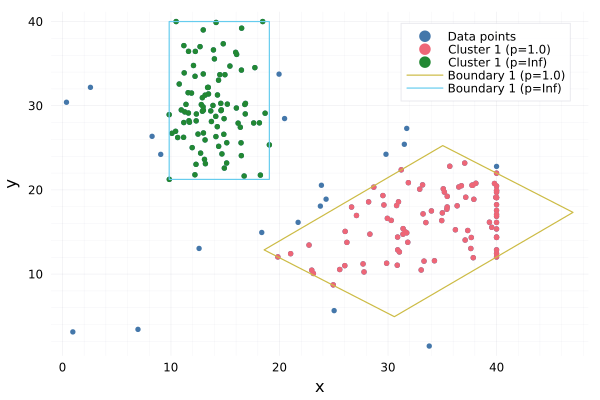 40
30
20
10
y
0
10
20
30
40
x
Data points
Cluster 1 (p=1.0)
Cluster 1 (p=Inf)
Boundary 1 (p=1.0)
Boundary 1 (p=Inf)